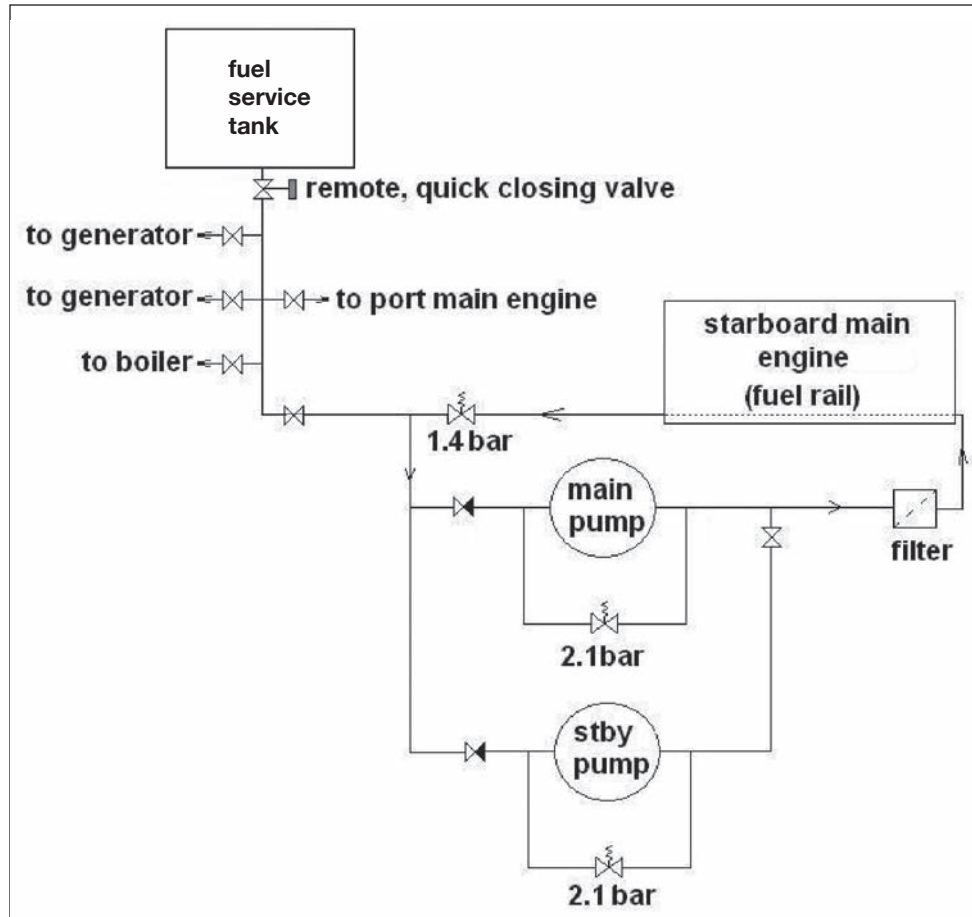 fuel
service
tank
remote, quick closing valve
to generator
to generator
to port main engine
to boiler
starboard main
engine
(fuel rail)
1.4 bar
main
pump
filter
2.1bar
stby
pump
2.1 bar